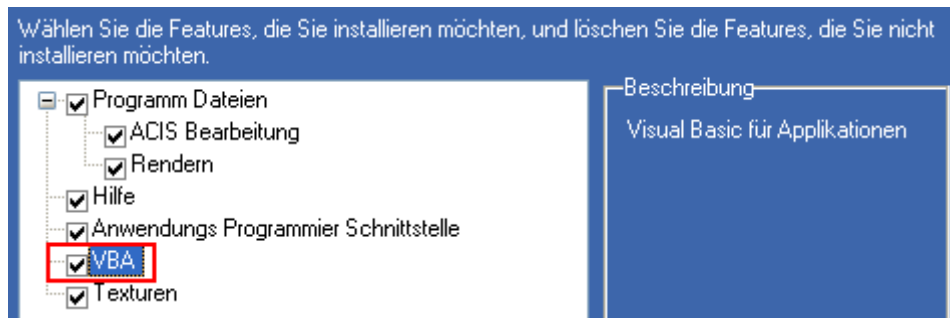 Wählen Sie die Features, die Sie installieren möchten, und löschen Sie die Features, die Sie nicht
installieren möchten.
Programm Dateien
ACIS Bearbeitung
Rendern
Hilfe
Anwendungs Programmier Schnittstelle
VBA
Texturen
Beschreibung
Visual Basic für Applikationen